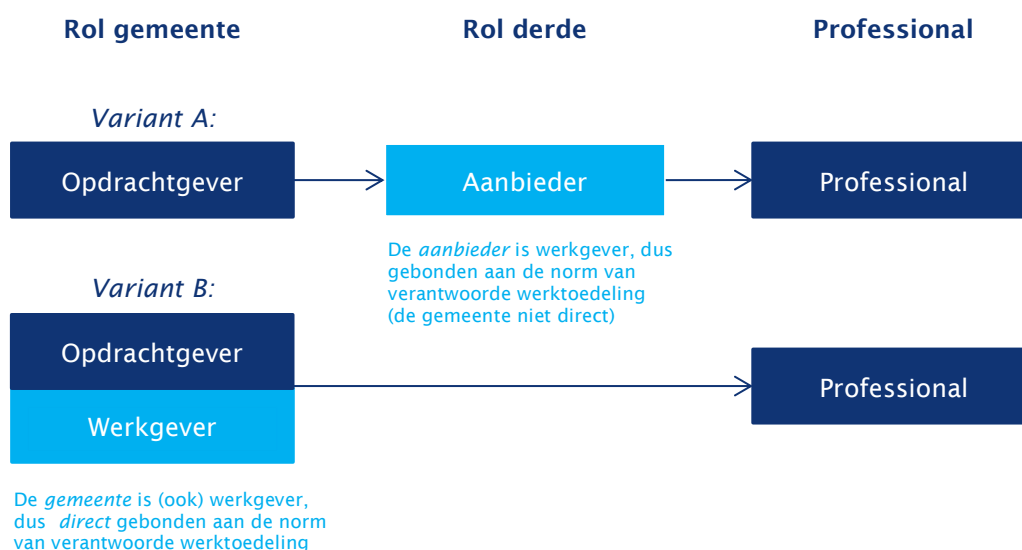 Rol gemeente
Rol derde
Professional
Variant A:
Opdrachtgever
Aanbieder
Professional
De aanbieder is werkgever, dus
gebonden aan de norm van
verantwoorde werktoedeling
(de gemeente niet direct)
Variant B:
Opdrachtgever
Werkgever
Professional
De gemeente is (ook) werkgever,
dus direct gebonden aan de norm
van verantwoorde werktoedeling